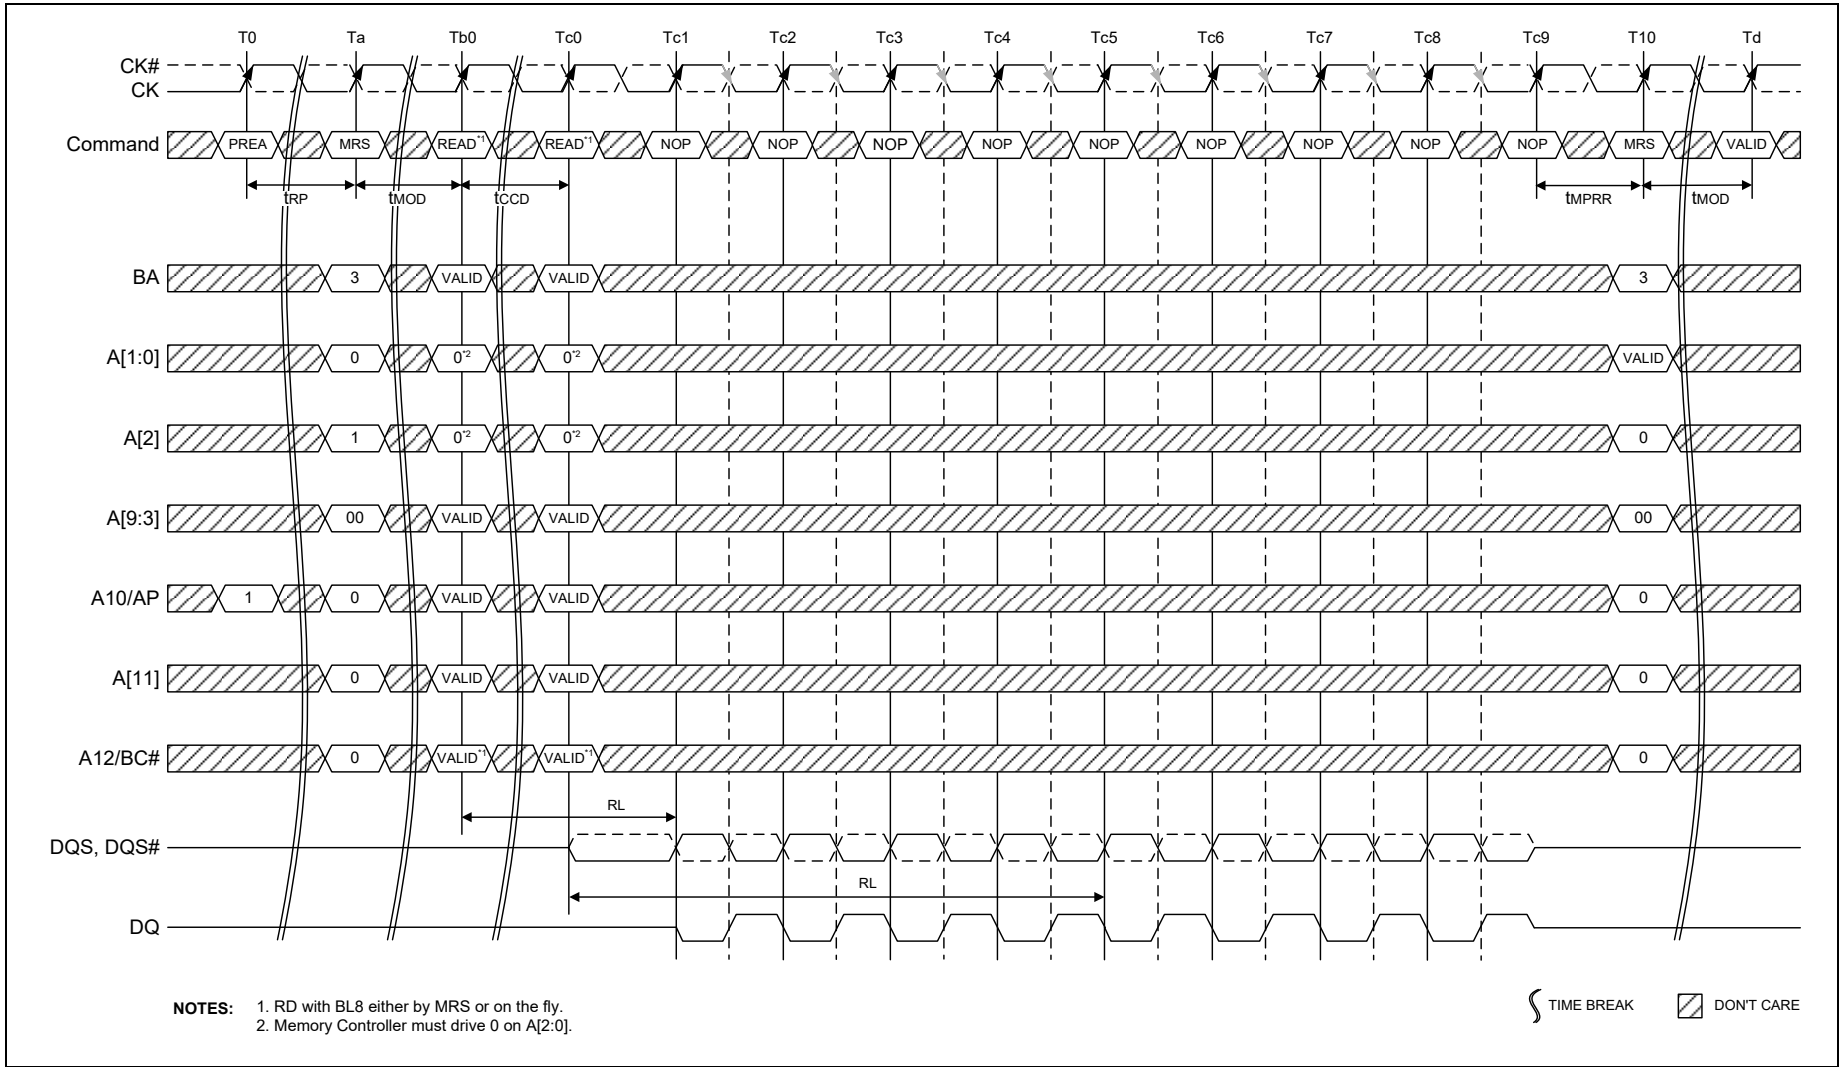 T0 Ta Tb0 Tc0 Tc1 Tc2 Tc3 Tc4 Tc5 Tc6 Tc7 Tc8 Tc9 T10 Td
CK#
CK
Command PREA MRS READ*1 READ*1 NOP NOP NOP NOP NOP NOP NOP NOP NOP MRS VALID
tRP tMOD tCCD tMPRR tMOD
BA 3 VALID VALID 3
A[1:0] 0 0*2 0*2 VALID
A[2] 1 0*2 0*2 0
A[9:3] 00 VALID VALID 00
A10/AP 1 0 VALID VALID 0
A[11] 0 VALID VALID 0
A12/BC# 0 VALID*1 VALID*1 0
RL
DQS, DQS#
RL
DQ
NOTES: 1. RD with BL8 either by MRS or on the fly.
2. Memory Controller must drive 0 on A[2:0].
TIME BREAK DON'T CARE